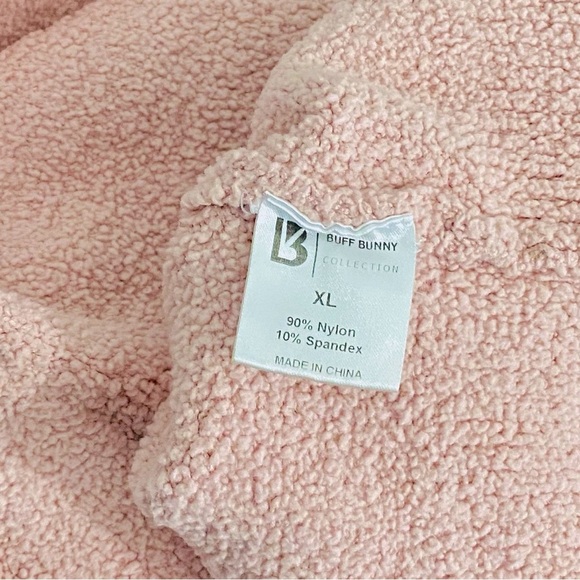 B
BUFF BUNNY
COLLECTION
XL
90% Nylon
10% Spandex
MADE IN CHINA